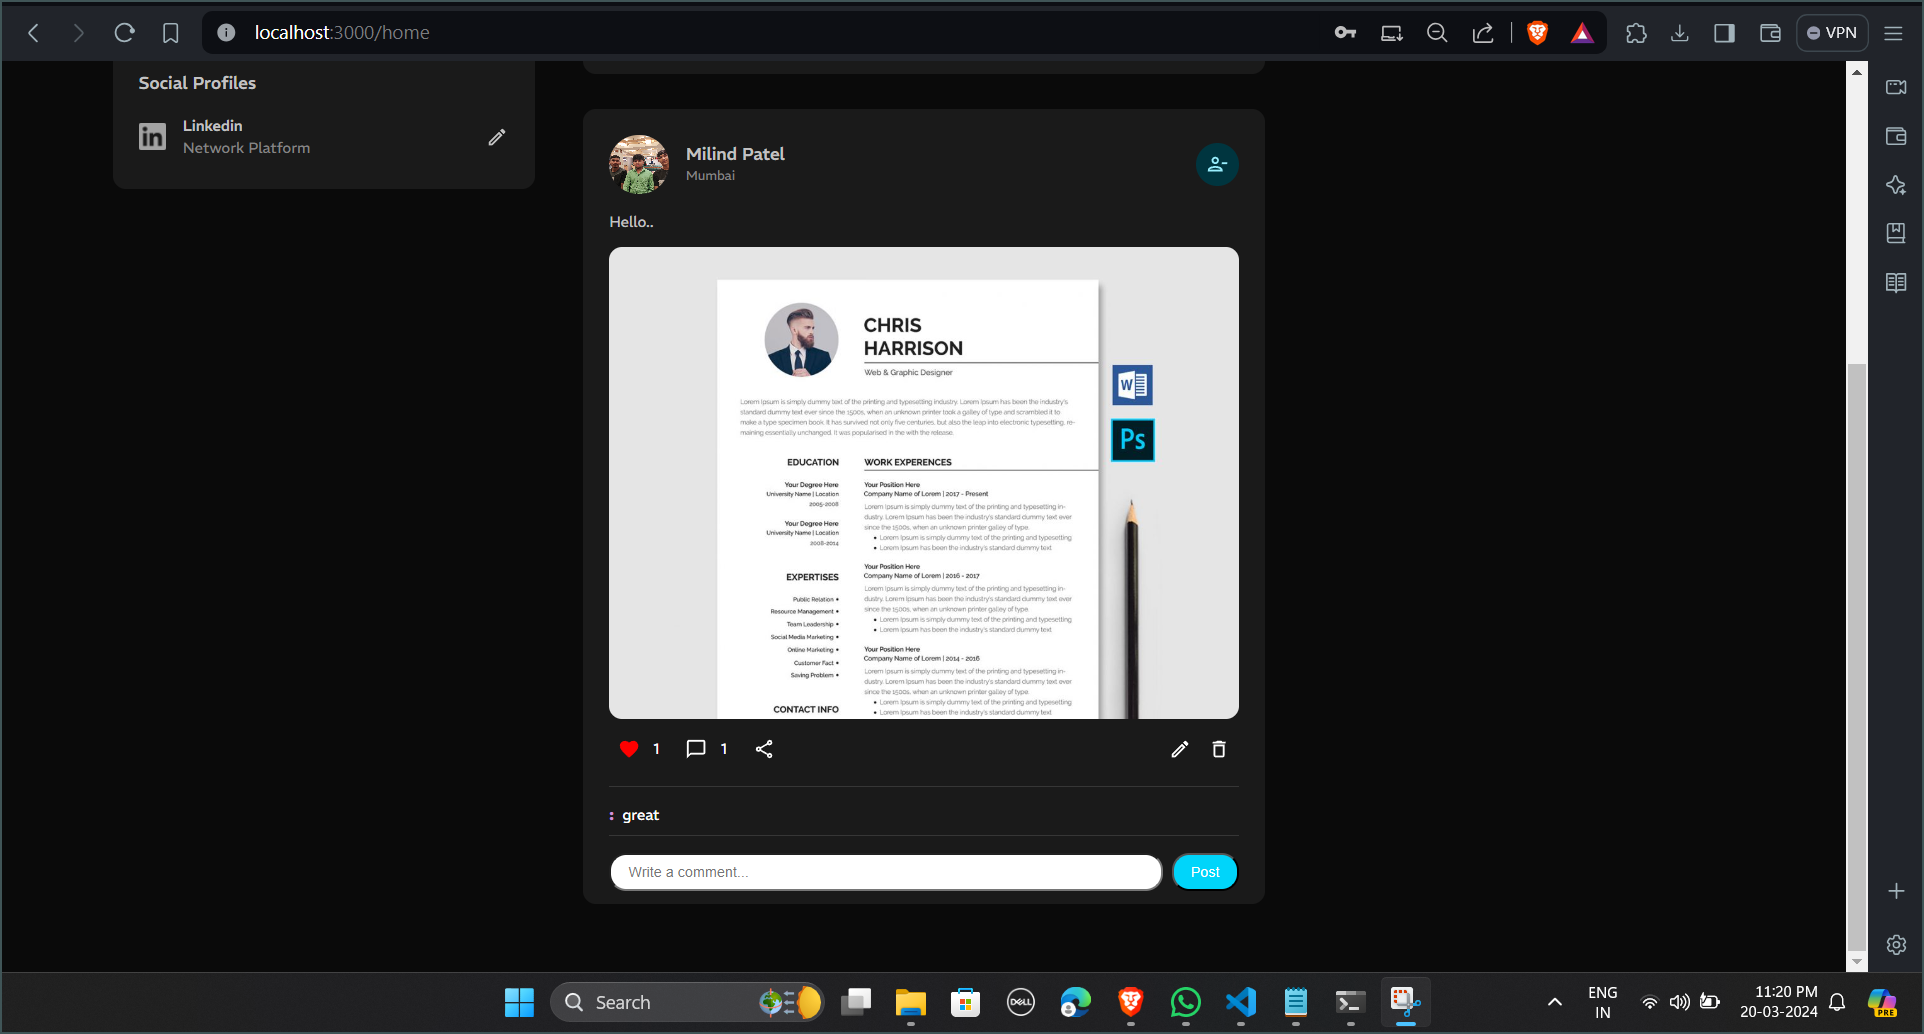 localhost:3000/home
VPN
Social Profiles
Linkedin
Network Platform
Milind Patel
Mumbai
Hello..
CHRIS
HARRISON
Web & Graphic Designer
Lorem Ipsum is simply dummy text of the printing and typesetting industry. Lorem Ipsum has been the industry's
standard dummy text ever since the 1500s, when an unknown printer took a galley of type and scrambled it to
make a type specimen book. It has survived not only five centuries, but also the leap into electronic typesetting, re-
maining essentially unchanged. It was popularised in the with the release.
W
Ps
EDUCATION
Your Degree Here
University Name | Location
2005-2008
Your Degree Here
University Name | Location
2008-2014
EXPERTISES
Public Relation •
Resource Management •
Team Leadership •
Social Media Marketing •
Online Marketing •
Customer Fact •
Saving Problem •
CONTACT INFO
WORK EXPERENCES
Your Position Here
Company Name of Lorem | 2017 - Present
Lorem Ipsum is simply dummy text of the printing and typesetting in-
dustry. Lorem Ipsum has been the industry's standard dummy text ever
since the 1500s, when an unknown printer galley of type.
• Lorem Ipsum is simply dummy text of the printing and typesetting
• Lorem Ipsum has been the industry's standard dummy text
Your Position Here
Company Name of Lorem | 2016 - 2017
Lorem Ipsum is simply dummy text of the printing and typesetting in-
dustry. Lorem Ipsum has been the industry's standard dummy text ever
since the 1500s, when an unknown printer galley of type.
• Lorem Ipsum is simply dummy text of the printing and typesetting
• Lorem Ipsum has been the industry's standard dummy text
Your Position Here
Company Name of Lorem | 2014 - 2016
Lorem Ipsum is simply dummy text of the printing and typesetting in-
dustry. Lorem Ipsum has been the industry's standard dummy text ever
since the 1500s, when an unknown printer galley of type.
• Lorem Ipsum is simply dummy text of the printing and typesetting
• Lorem Ipsum has been the industry's standard dummy text
1
1
: great
Write a comment...
Post
Search
DELL
ENG
IN
11:20 PM
20-03-2024
PRE